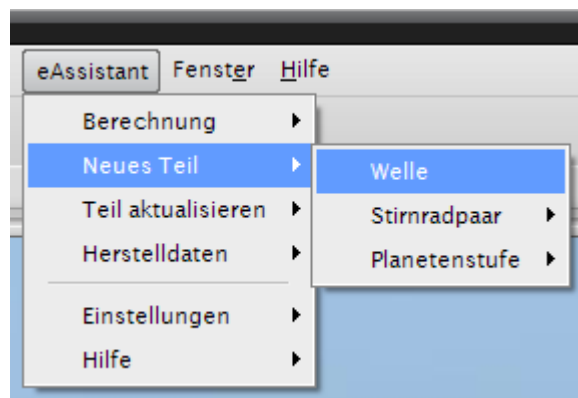 eAssistant Fenster Hilfe
Berechnung
Neues Teil
Welle
Teil aktualisieren
Stirnradpaar
Herstelldaten
Planetenstufe
Einstellungen
Hilfe